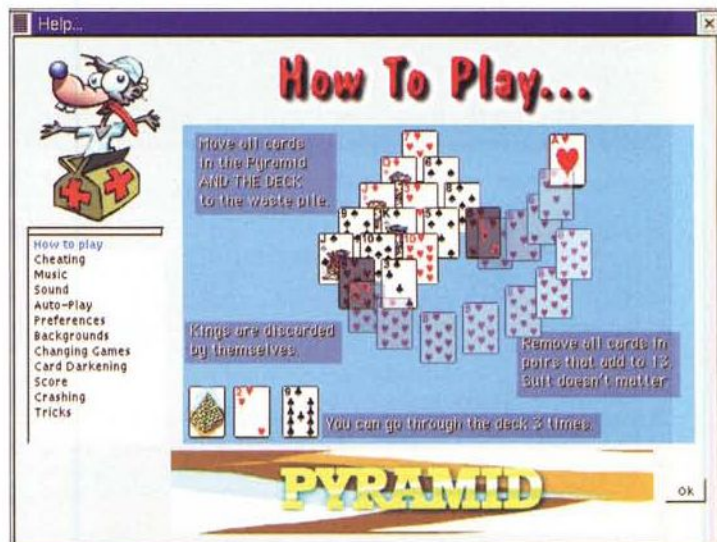 Help...
How To Play...
Move all cards
in the Pyramid
AND THE DECK
to the waste pile.
How to play
Cheating
Music
Sound
Auto-Play
Preferences
Backgrounds
Changing Games
Card Darkening
Score
Crashing
Tricks
Kings are discarded
by themselves.
Remove all cards in
pairs that add to 13
Suit doesn't matter
You can go through the deck 3 times.
PYRAMID
Ok